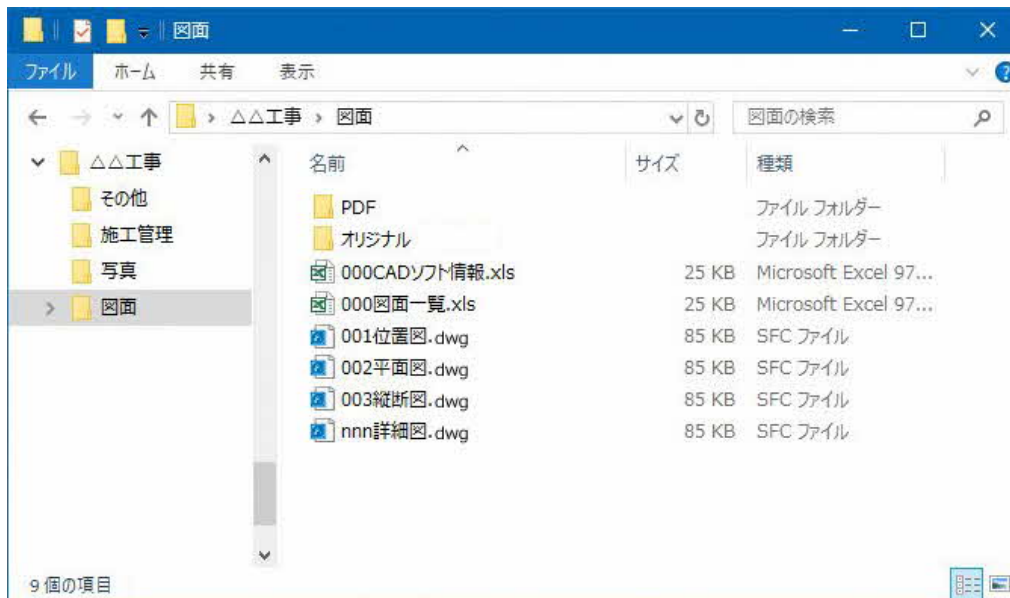 図面
ファイル ホーム 共有 表示
△△工事 › 図面 図面の検索
△△工事
その他
施工管理
写真
図面
名前 サイズ 種類
PDF ファイル フォルダー
オリジナル ファイル フォルダー
000CADソフト情報.xls 25 KB Microsoft Excel 97...
000図面一覧.xls 25 KB Microsoft Excel 97...
001位置図.dwg 85 KB SFC ファイル
002平面図.dwg 85 KB SFC ファイル
003縦断図.dwg 85 KB SFC ファイル
nnn詳細図.dwg 85 KB SFC ファイル
9 個の項目